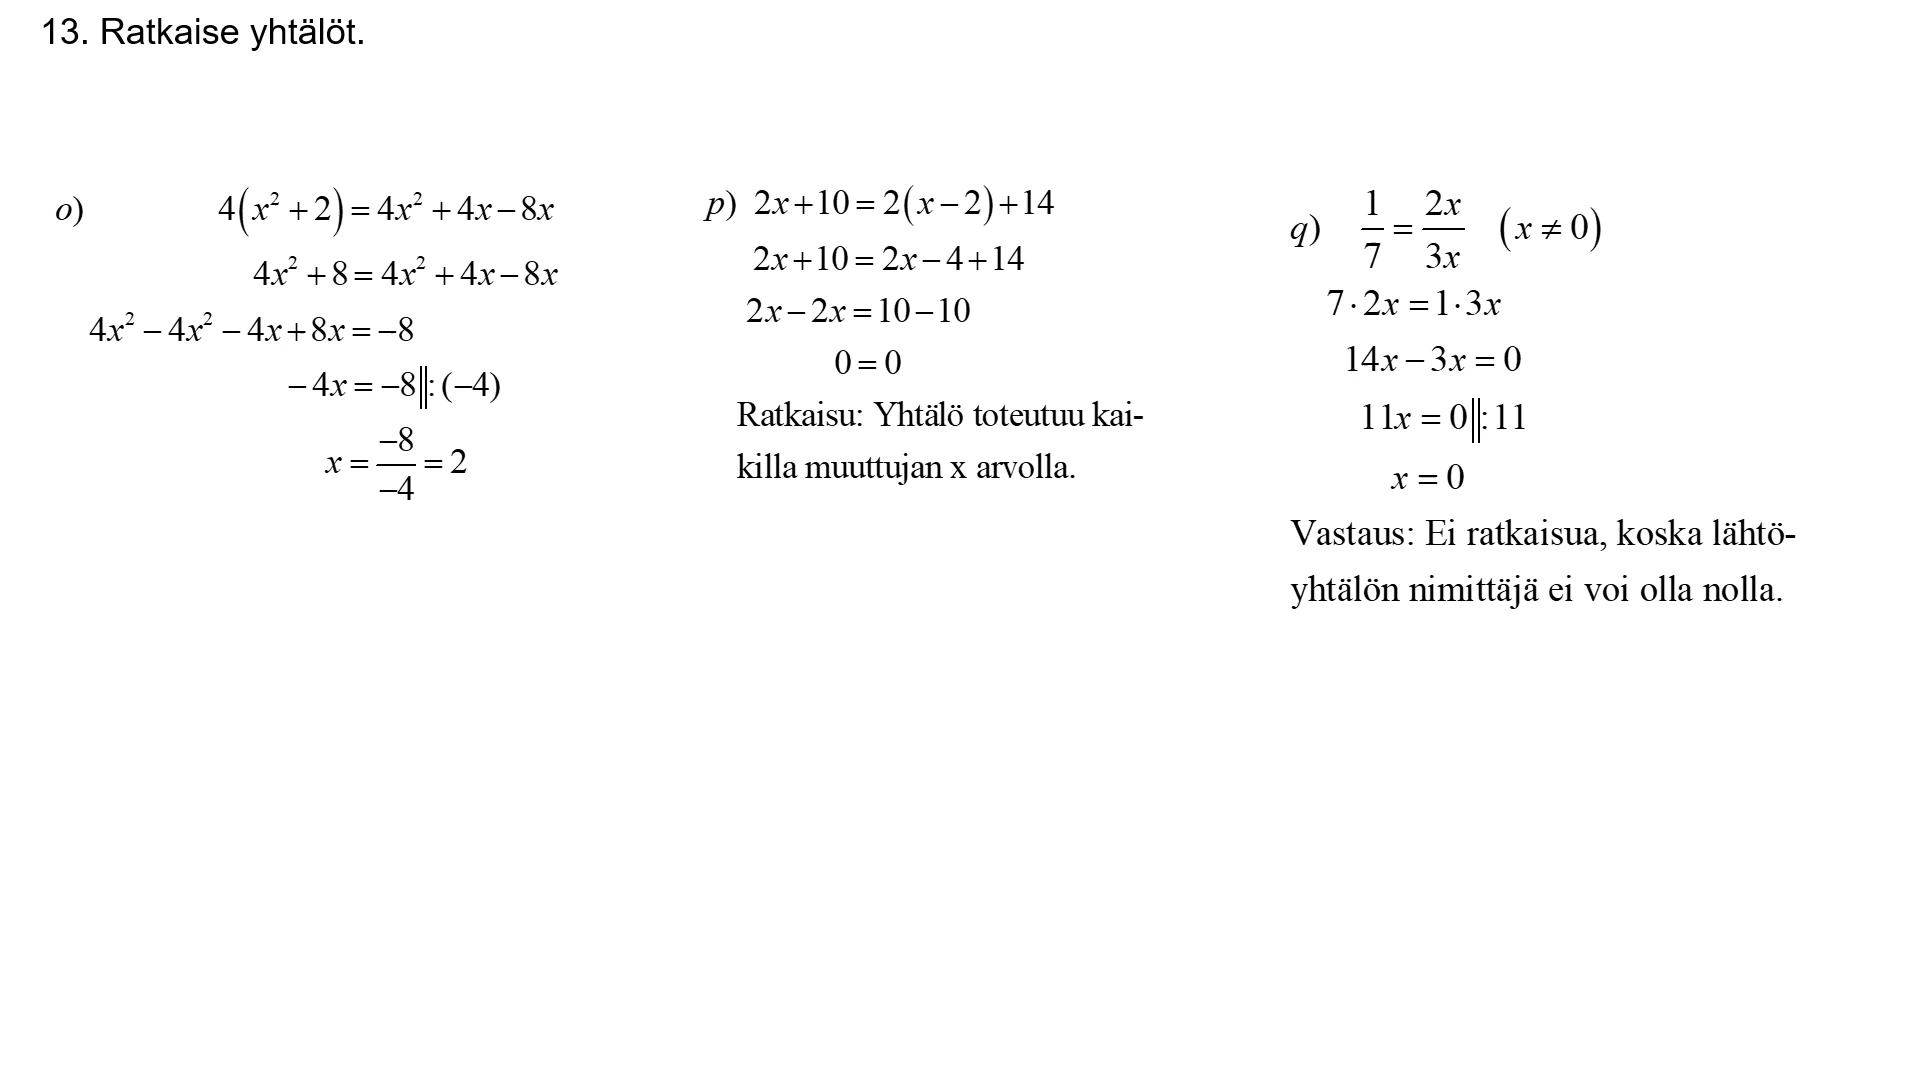 13. Ratkaise yhtälöt.
o) 4(x² + 2) = 4x² + 4x − 8x
4x² + 8 = 4x² + 4x − 8x
4x² − 4x² − 4x + 8x = −8
− 4x = −8‖: (−4)
x = −8/−4 = 2
p) 2x + 10 = 2(x − 2) + 14
2x + 10 = 2x − 4 + 14
2x − 2x = 10 − 10
0 = 0
Ratkaisu: Yhtälö toteutuu kai-
killa muuttujan x arvolla.
q) 1/7 = 2x/3x (x ≠ 0)
7 · 2x = 1 · 3x
14x − 3x = 0
11x = 0‖: 11
x = 0
Vastaus: Ei ratkaisua, koska lähtö-
yhtälön nimittäjä ei voi olla nolla.